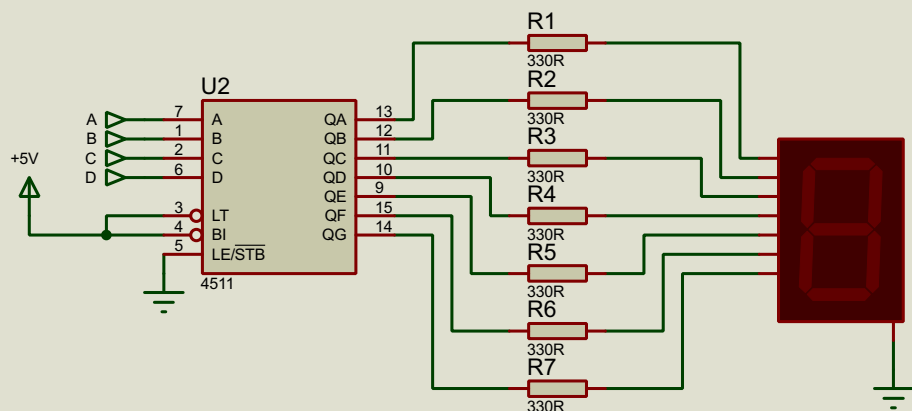 R1
330R
R2
330R
R3
330R
R4
330R
R5
330R
R6
330R
R7
330R
U2
A 7 A QA 13
B 1 B QB 12
C 2 C QC 11
D 6 D QD 10
QE 9
3 LT QF 15
4 BI QG 14
5 LE/STB
4511
+5V